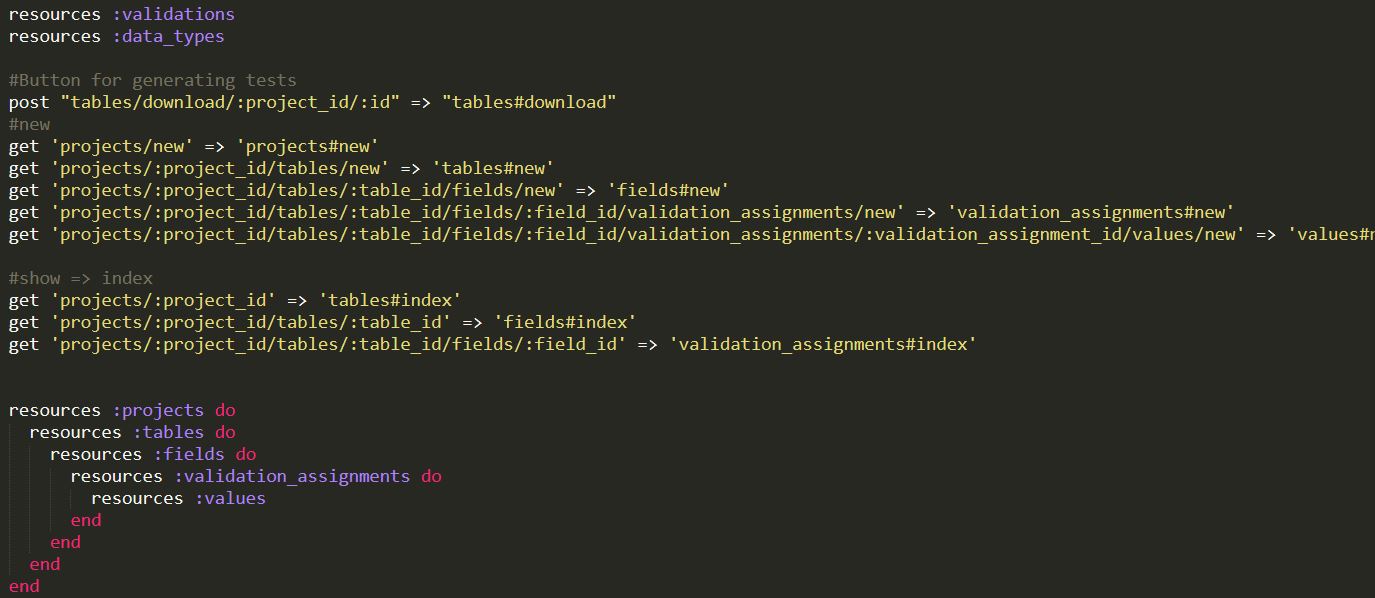 resources :validations
resources :data_types
#Button for generating tests
post "tables/download/:project_id/:id" => "tables#download"
#new
get 'projects/new' => 'projects#new'
get 'projects/:project_id/tables/new' => 'tables#new'
get 'projects/:project_id/tables/:table_id/fields/new' => 'fields#new'
get 'projects/:project_id/tables/:table_id/fields/:field_id/validation_assignments/new' => 'validation_assignments#new'
get 'projects/:project_id/tables/:table_id/fields/:field_id/validation_assignments/:validation_assignment_id/values/new' => 'values#
#show => index
get 'projects/:project_id' => 'tables#index'
get 'projects/:project_id/tables/:table_id' => 'fields#index'
get 'projects/:project_id/tables/:table_id/fields/:field_id' => 'validation_assignments#index'
resources :projects do
  resources :tables do
    resources :fields do
      resources :validation_assignments do
        resources :values
      end
    end
  end
end